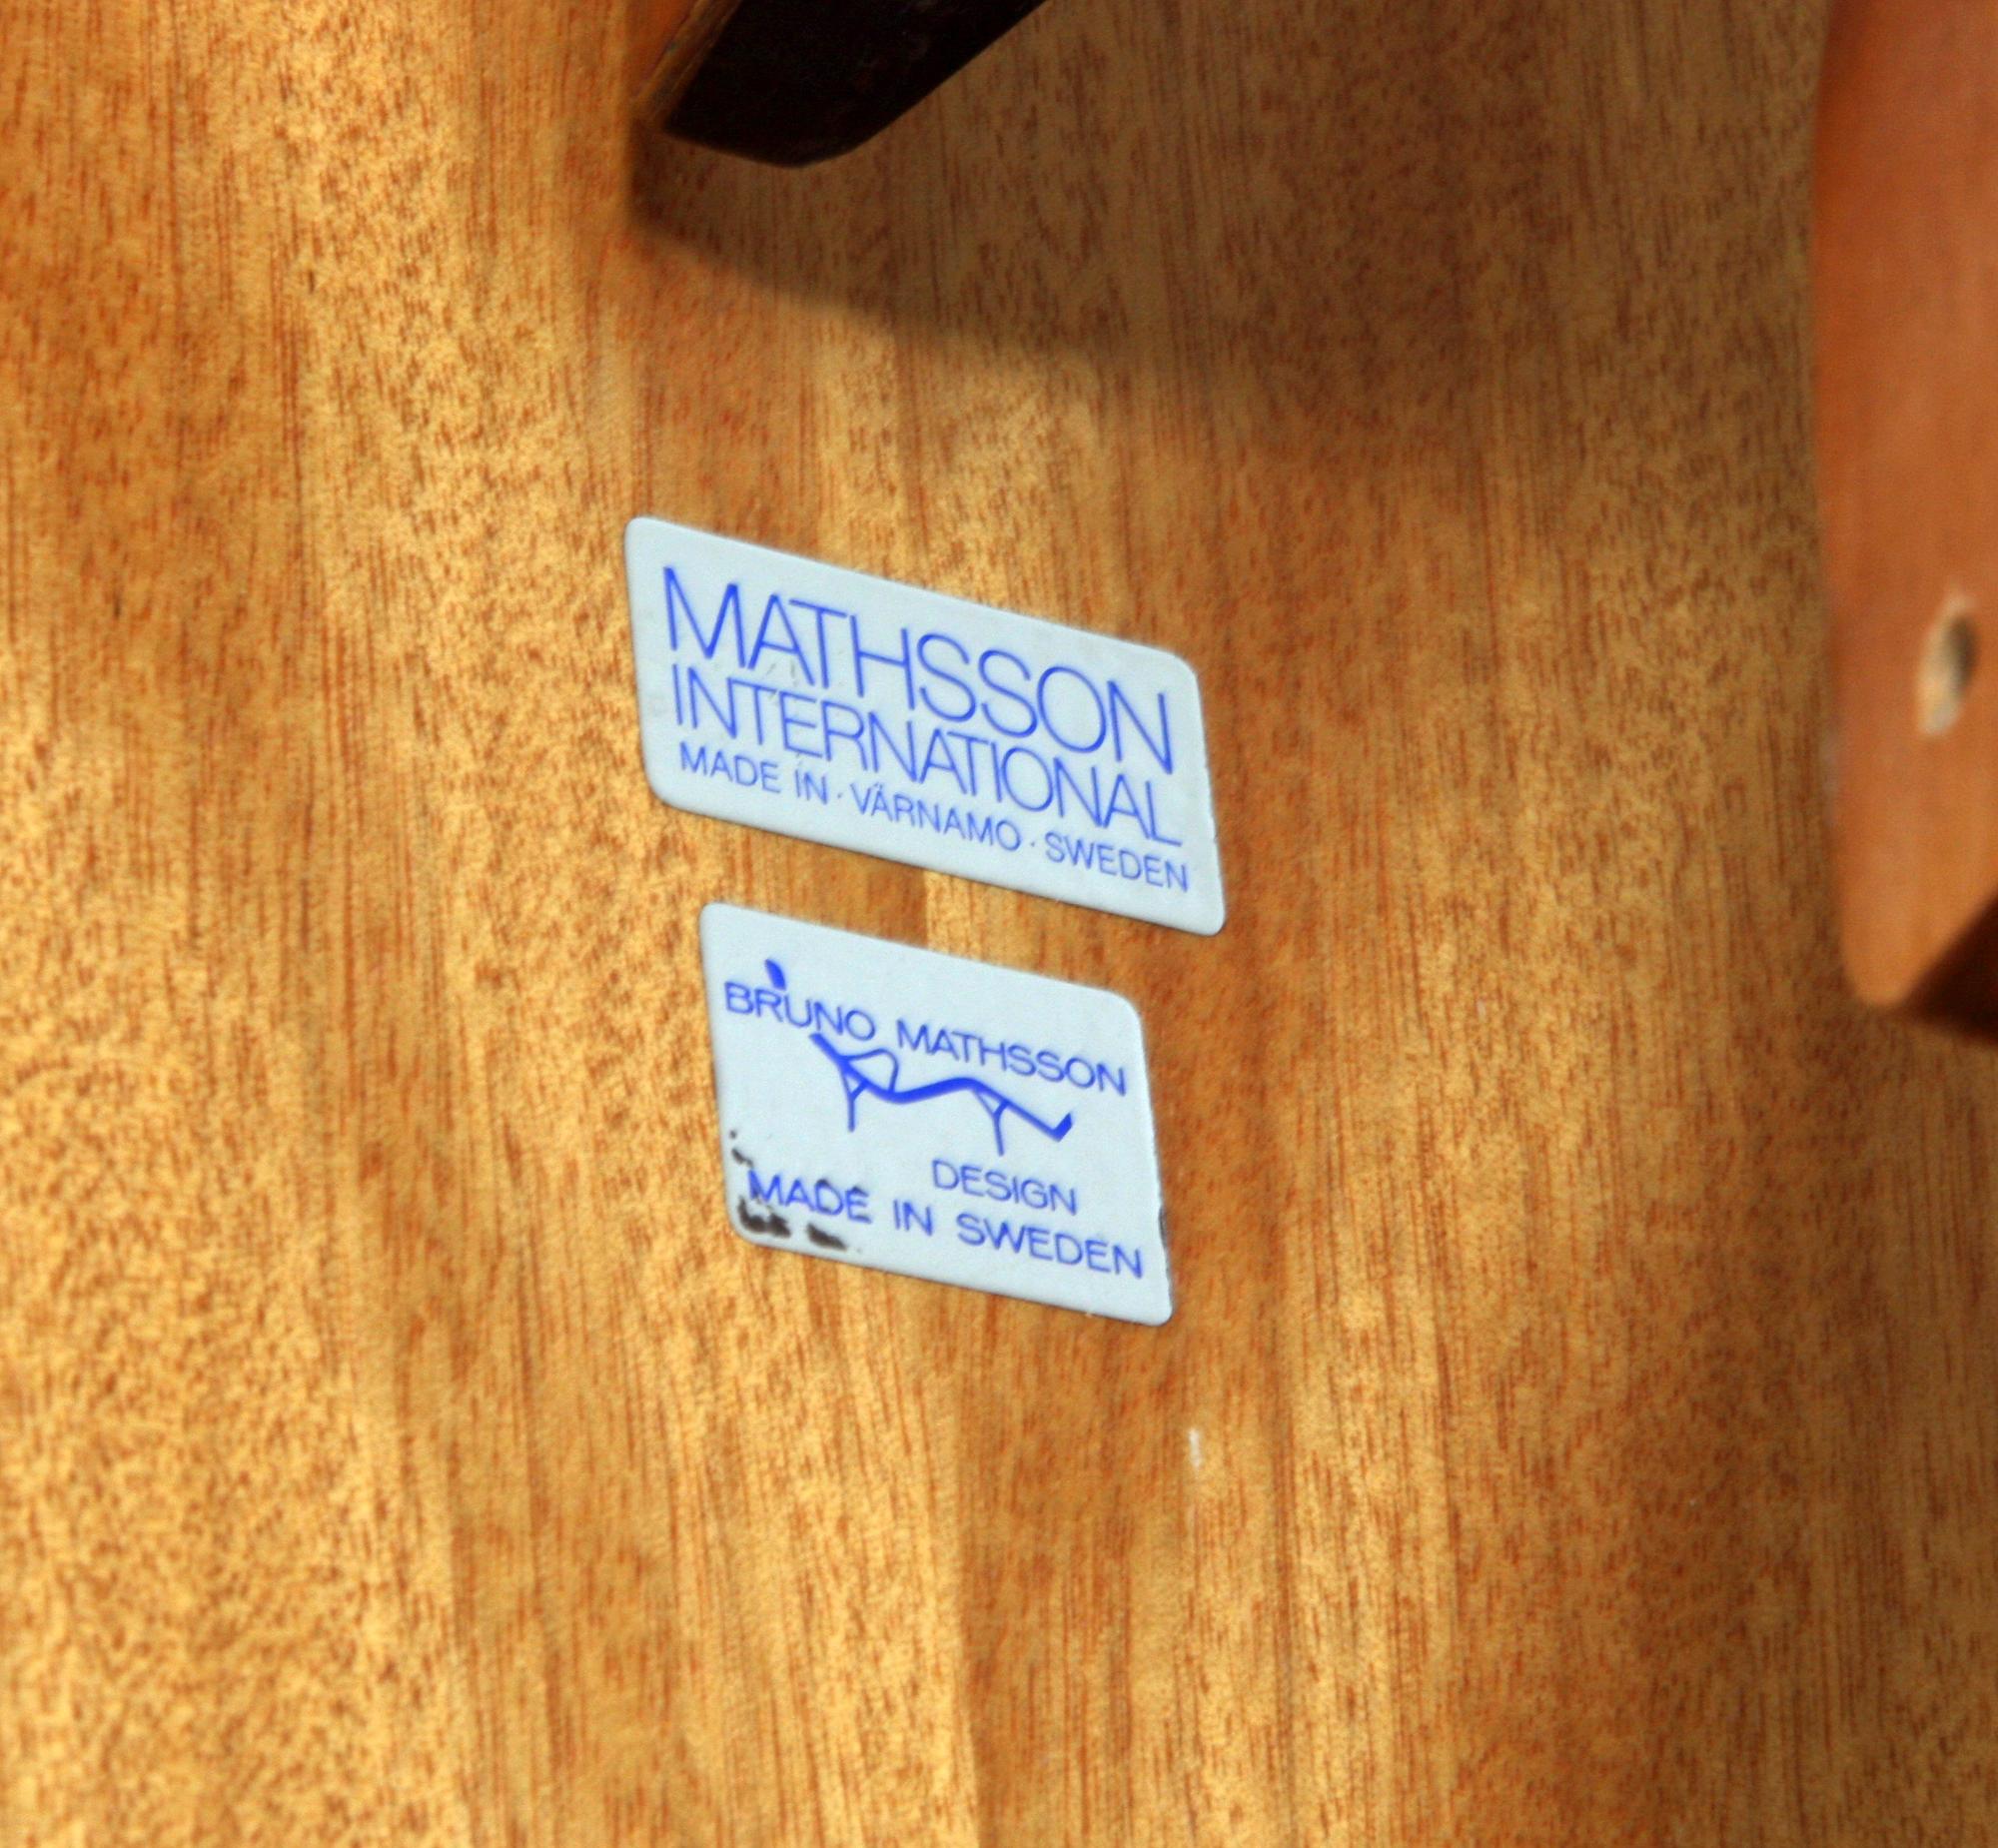 MATHSSON
INTERNATIONAL
MADE IN · VÄRNAMO · SWEDEN
BRUNO MATHSSON
DESIGN
MADE IN SWEDEN